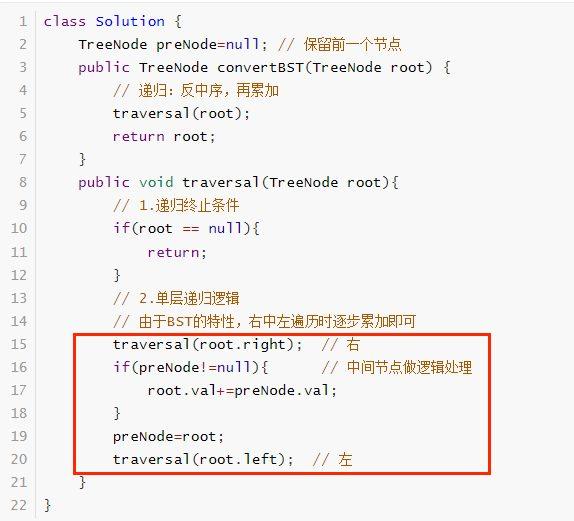 1 class Solution {
2     TreeNode preNode=null; // 保留前一个节点
3     public TreeNode convertBST(TreeNode root) {
4         // 递归：反中序，再累加
5         traversal(root);
6         return root;
7     }
8     public void traversal(TreeNode root){
9         // 1.递归终止条件
10         if(root == null){
11             return;
12         }
13         // 2.单层递归逻辑
14         // 由于BST的特性，右中左遍历时逐步累加即可
15         traversal(root.right);  // 右
16         if(preNode!=null){      // 中间节点做逻辑处理
17             root.val+=preNode.val;
18         }
19         preNode=root;
20         traversal(root.left);  // 左
21     }
22 }